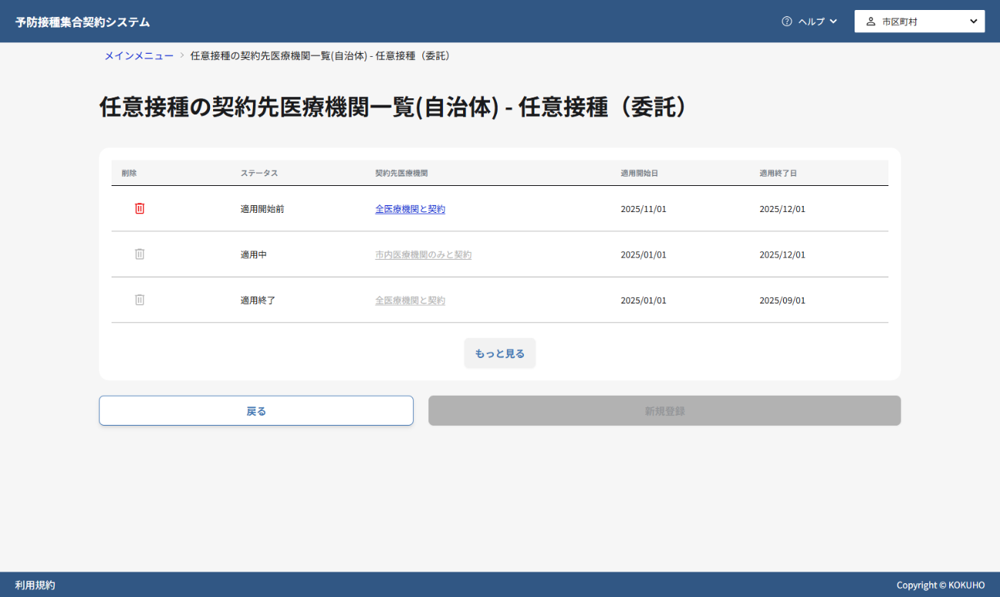 予防接種集合契約システム
ヘルプ
市区町村
メインメニュー > 任意接種の契約先医療機関一覧(自治体) - 任意接種（委託）
任意接種の契約先医療機関一覧(自治体) - 任意接種（委託）
削除 ステータス 契約先医療機関 適用開始日 適用終了日
適用開始前 全医療機関と契約 2025/11/01 2025/12/01
適用中 市内医療機関のみと契約 2025/01/01 2025/12/01
適用終了 全医療機関と契約 2025/01/01 2025/09/01
もっと見る
戻る
新規登録
利用規約
Copyright © KOKUHO